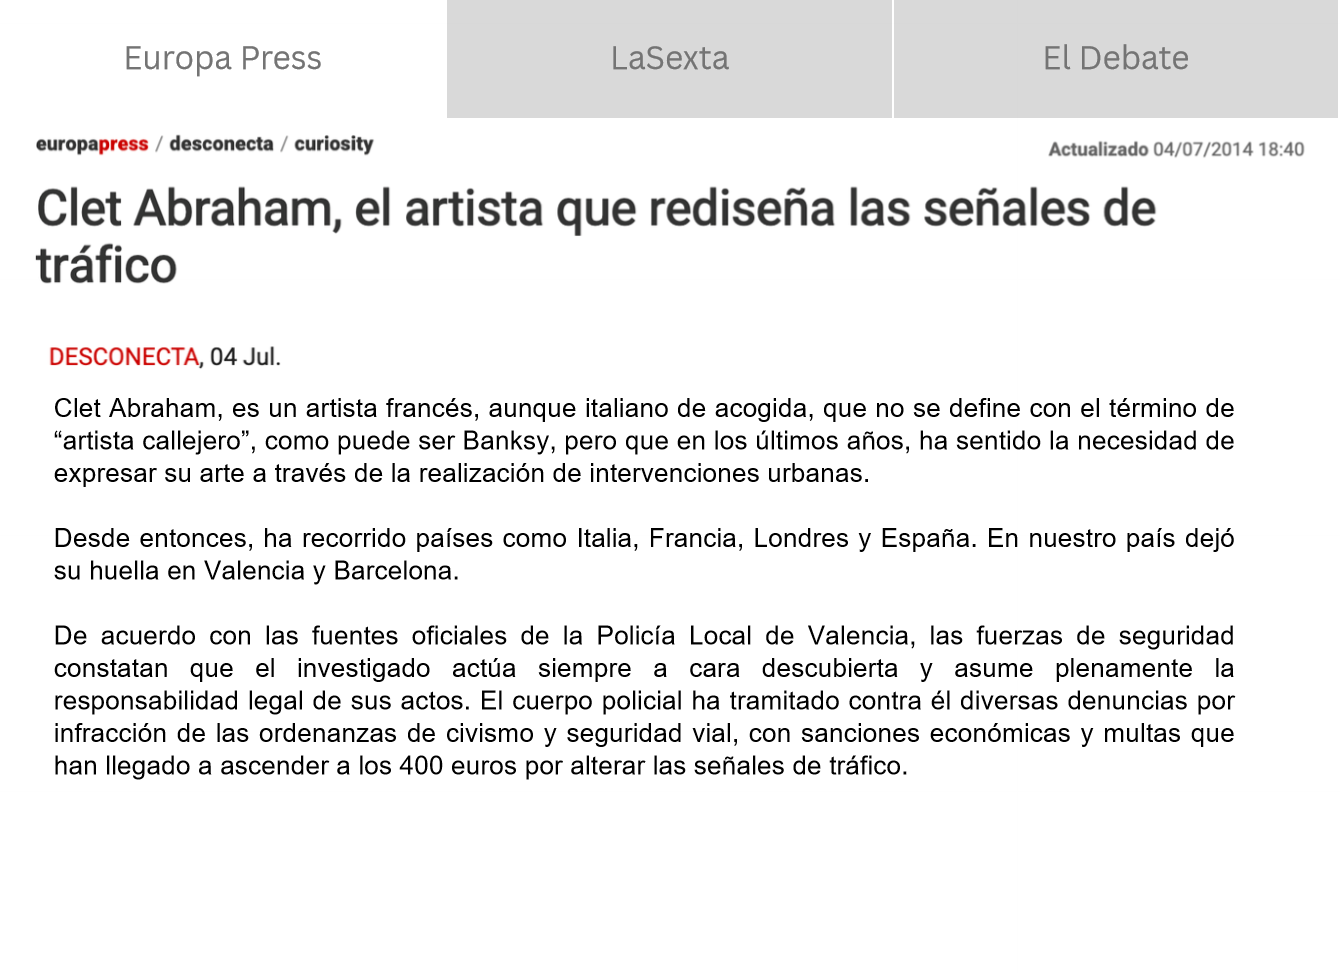 Europa Press
LaSexta
El Debate
europapress / desconecta / curiosity
Actualizado 04/07/2014 18:40
Clet Abraham, el artista que rediseña las señales de
tráfico
DESCONECTA, 04 Jul.
Clet Abraham, es un artista francés, aunque italiano de acogida, que no se define con el término de
“artista callejero”, como puede ser Banksy, pero que en los últimos años, ha sentido la necesidad de
expresar su arte a través de la realización de intervenciones urbanas.
Desde entonces, ha recorrido países como Italia, Francia, Londres y España. En nuestro país dejó
su huella en Valencia y Barcelona.
De acuerdo con las fuentes oficiales de la Policía Local de Valencia, las fuerzas de seguridad
constatan que el investigado actúa siempre a cara descubierta y asume plenamente la
responsabilidad legal de sus actos. El cuerpo policial ha tramitado contra él diversas denuncias por
infracción de las ordenanzas de civismo y seguridad vial, con sanciones económicas y multas que
han llegado a ascender a los 400 euros por alterar las señales de tráfico.